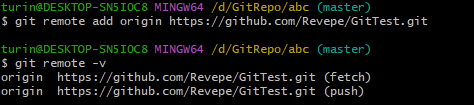 turin@DESKTOP-SN5IOC8 MINGW64 /d/GitRepo/abc (master)
$ git remote add origin https://github.com/Revepe/GitTest.git
turin@DESKTOP-SN5IOC8 MINGW64 /d/GitRepo/abc (master)
$ git remote -v
origin  https://github.com/Revepe/GitTest.git (fetch)
origin  https://github.com/Revepe/GitTest.git (push)